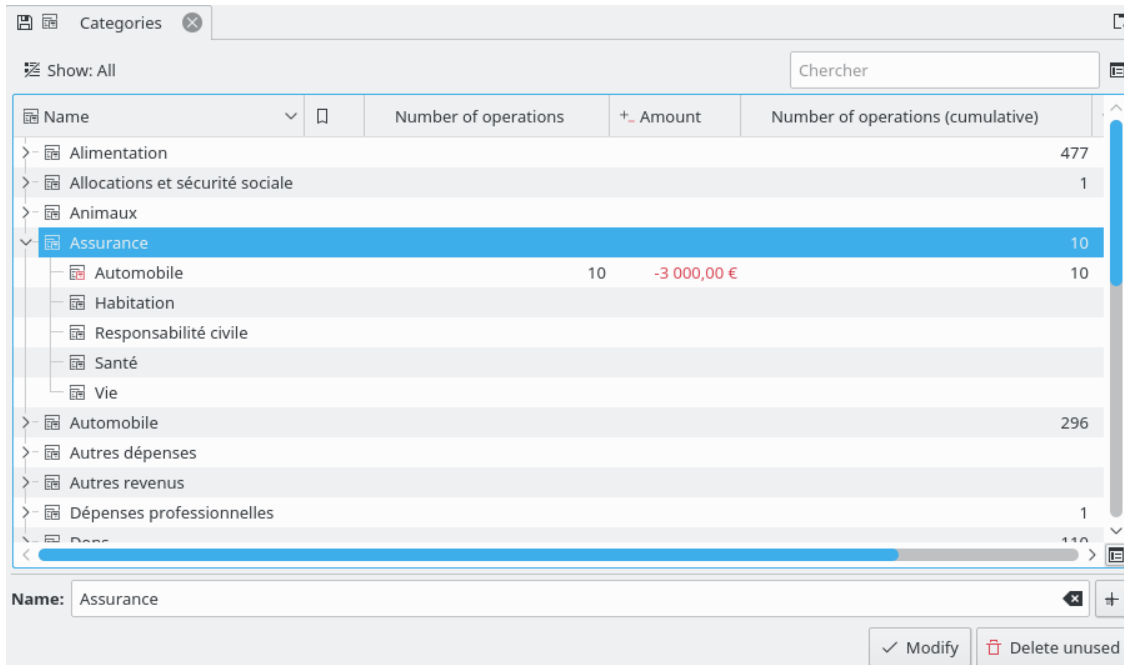 Categories
Show: All
Chercher
Name Number of operations +_ Amount Number of operations (cumulative)
Alimentation 477
Allocations et sécurité sociale 1
Animaux
Assurance 10
Automobile 10 -3 000,00 € 10
Habitation
Responsabilité civile
Santé
Vie
Automobile 296
Autres dépenses
Autres revenus
Dépenses professionnelles 1
Dons 110
Name: Assurance
Modify Delete unused